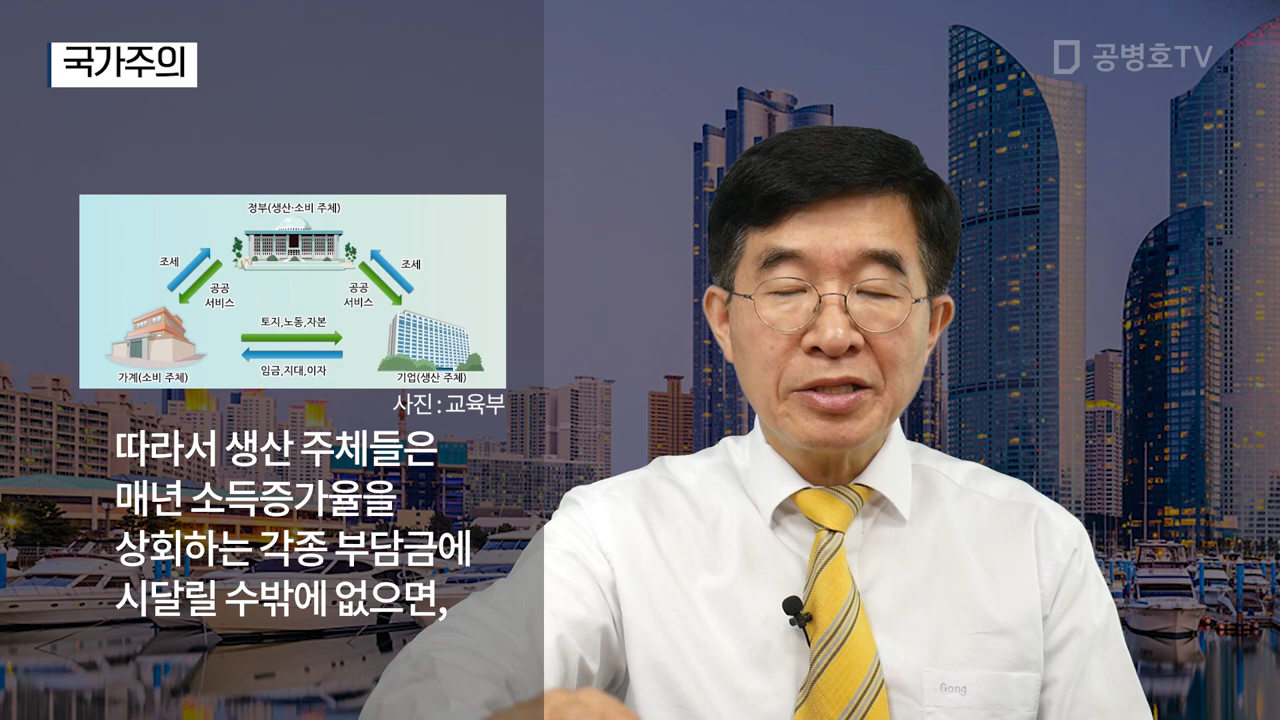 국가주의
공병호TV
정부(생산·소비 주체)
조세
조세
공공
서비스
공공
서비스
토지,노동,자본
임금,지대,이자
가계(소비 주체)
기업(생산 주체)
사진 : 교육부
따라서 생산 주체들은
매년 소득증가율을
상회하는 각종 부담금에
시달릴 수밖에 없으면,
Gong